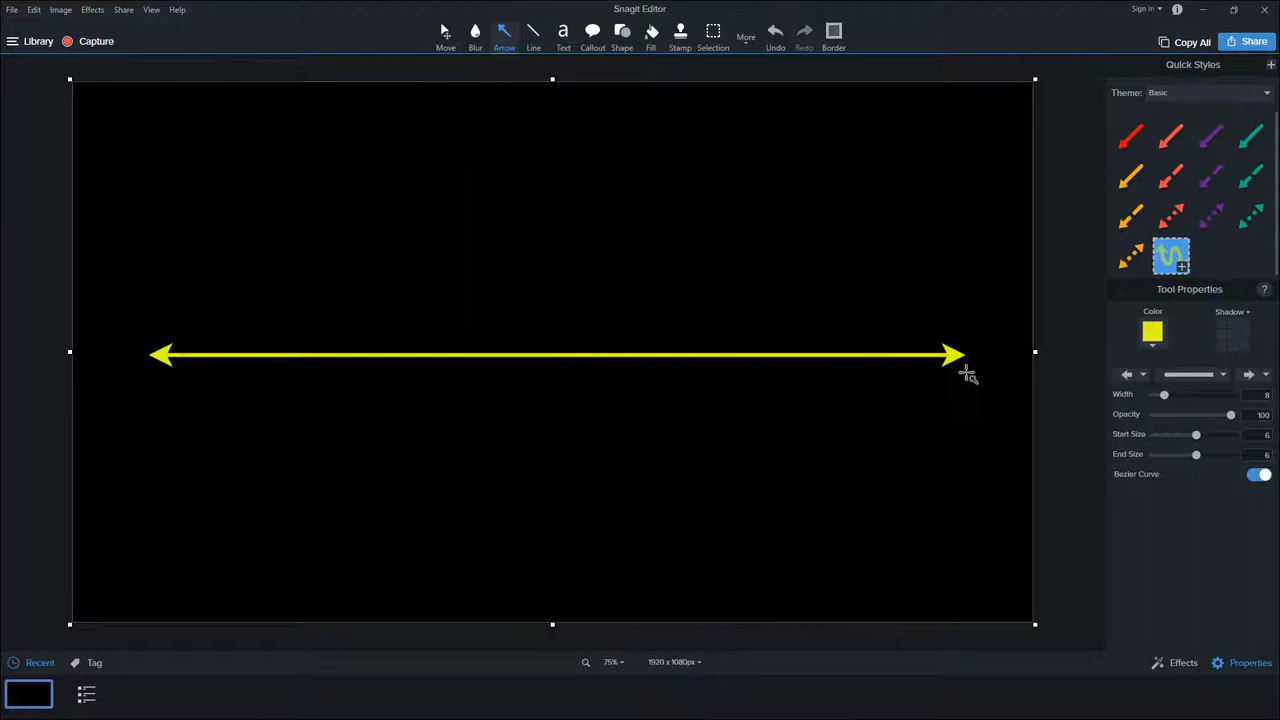 Snagit Editor
File Edit Image Effects Share View Help
Sign In
Library Capture
Move Blur Arrow Line Text Callout Shape Fill Stamp Selection More Undo Redo Border
Copy All Share
Quick Styles
Theme: Basic
Tool Properties ?
Color Shadow
Width 8
Opacity 100
Start Size 6
End Size 6
Bezier Curve
Recent Tag
75% 1920 x 1080px
Effects Properties